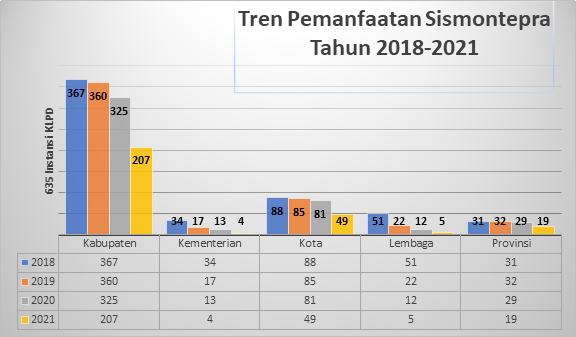 Tren Pemanfaatan Sismontepra
Tahun 2018-2021
635 Instansi KLPD
367 360 325 207 34 17 13 4 88 85 81 49 51 22 12 5 31 32 29 19
Kabupaten Kementerian Kota Lembaga Provinsi
2018 367 34 88 51 31
2019 360 17 85 22 32
2020 325 13 81 12 29
2021 207 4 49 5 19